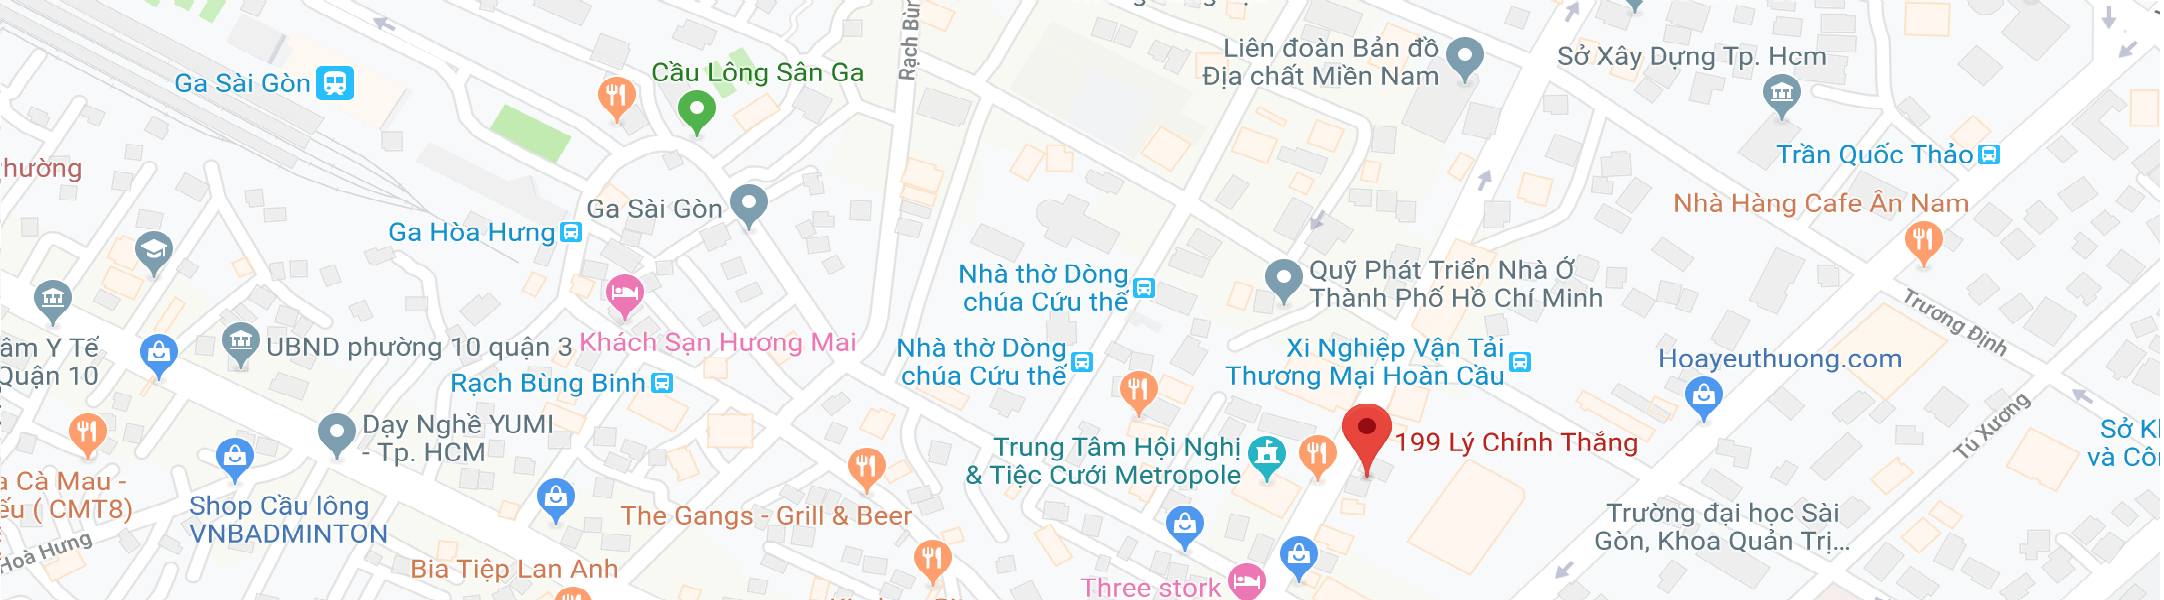 Rạch Bùn
Liên đoàn Bản đồ
Địa chất Miền Nam
Sở Xây Dựng Tp. Hcm
Ga Sài Gòn
Cầu Lông Sân Ga
hường
Trần Quốc Thảo
Nhà Hàng Cafe Ân Nam
Ga Sài Gòn
Ga Hòa Hưng
Nhà thờ Dòng
chúa Cứu thế
Quỹ Phát Triển Nhà Ở
Thành Phố Hồ Chí Minh
Trương Định
âm Y Tế
Quận 10
UBND phường 10 quận 3
Khách Sạn Hương Mai
Nhà thờ Dòng
chúa Cứu thế
Xí Nghiệp Vận Tải
Thương Mại Hoàn Cầu
Hoayeuthuong.com
Rạch Bùng Binh
Dạy Nghề YUMI
- Tp. HCM
Trung Tâm Hội Nghị
& Tiệc Cưới Metropole
199 Lý Chính Thắng
Tú Xương
Sở K
và Côn
a Cà Mau -
ếu ( CMT8)
Shop Cầu lông
VNBADMINTON
The Gangs - Grill & Beer
Trường đại học Sài
Gòn, Khoa Quản Trị...
Hoà Hưng
Bia Tiệp Lan Anh
Three stork